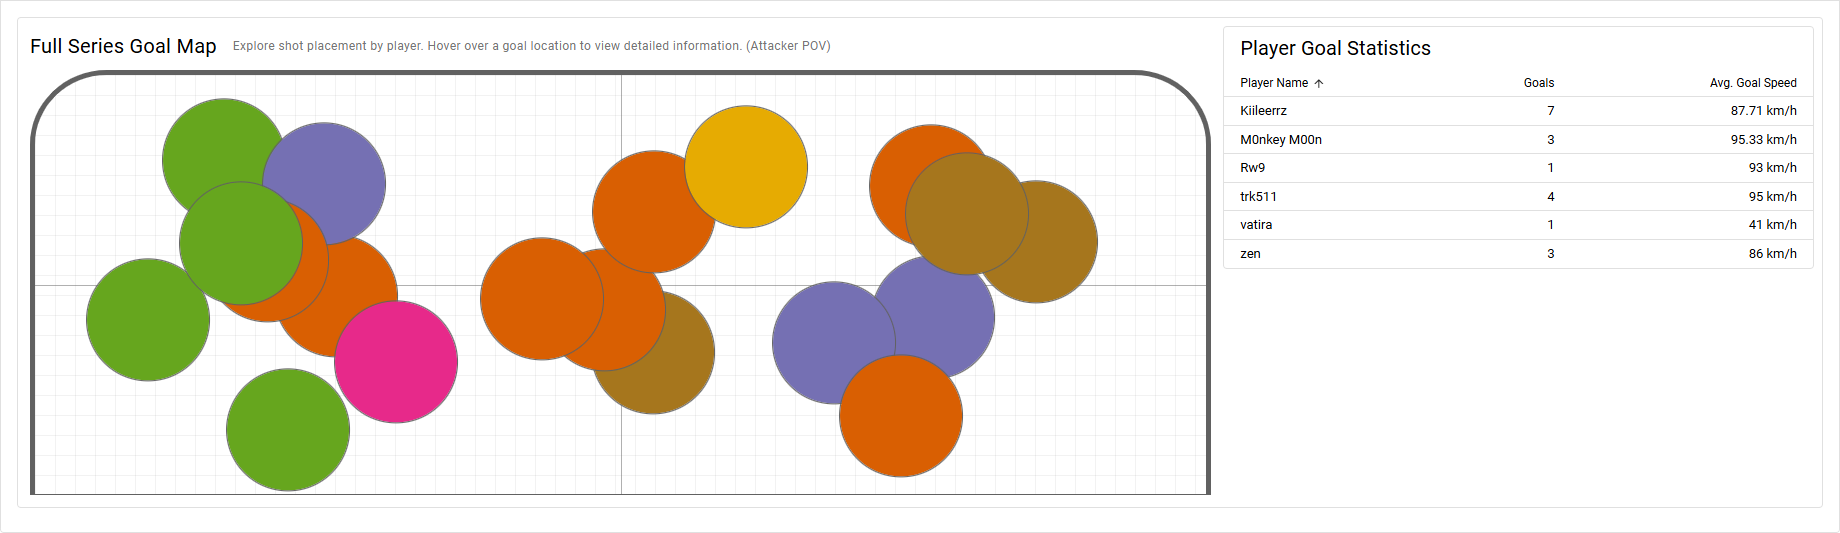 Full Series Goal Map Explore shot placement by player. Hover over a goal location to view detailed information. (Attacker POV)
Player Goal Statistics
Player Name ↑ Goals Avg. Goal Speed
Kiileerrz 7 87.71 km/h
M0nkey M00n 3 95.33 km/h
Rw9 1 93 km/h
trk511 4 95 km/h
vatira 1 41 km/h
zen 3 86 km/h